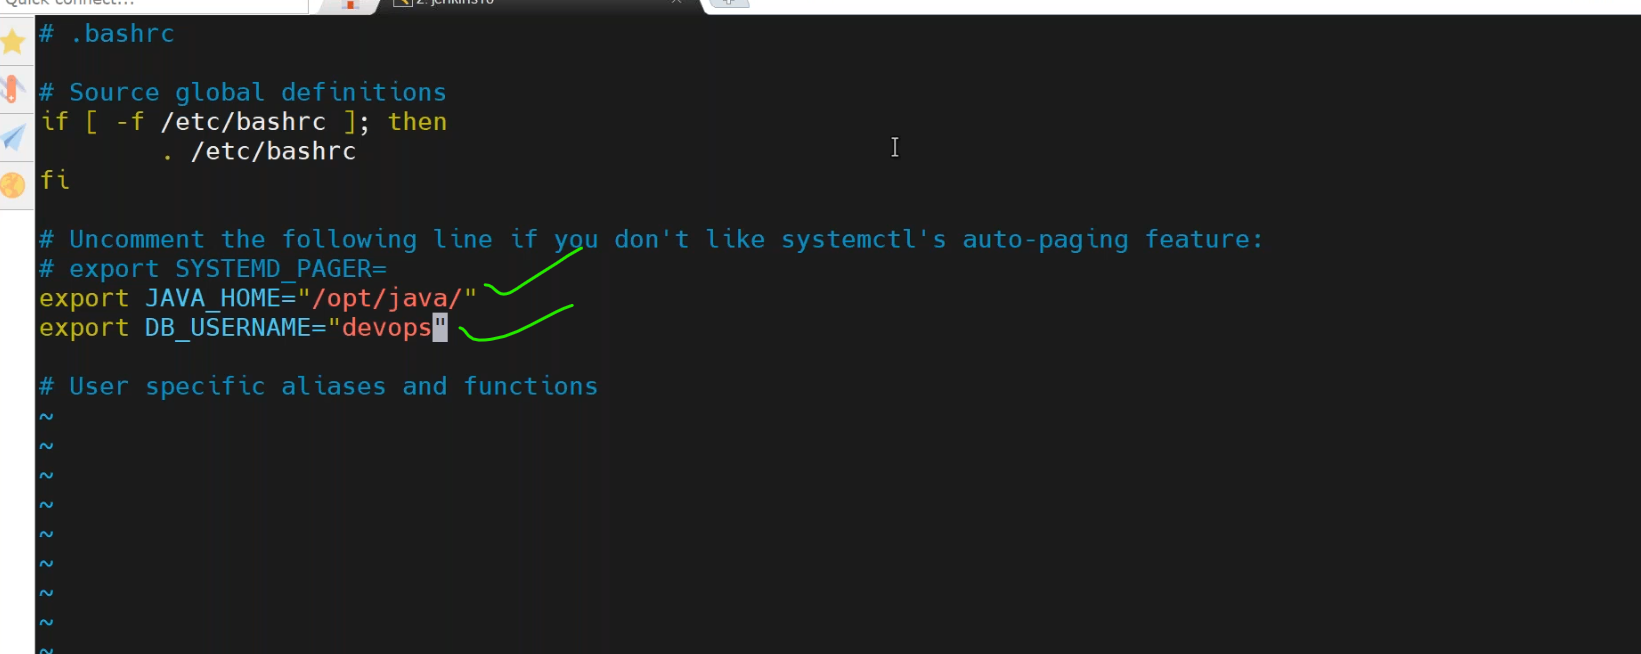 Quick connect...
# .bashrc
# Source global definitions
if [ -f /etc/bashrc ]; then
        . /etc/bashrc
fi
# Uncomment the following line if you don't like systemctl's auto-paging feature:
# export SYSTEMD_PAGER=
export JAVA_HOME="/opt/java/"
export DB_USERNAME="devops"
# User specific aliases and functions
~
~
~
~
~
~
~
~
~